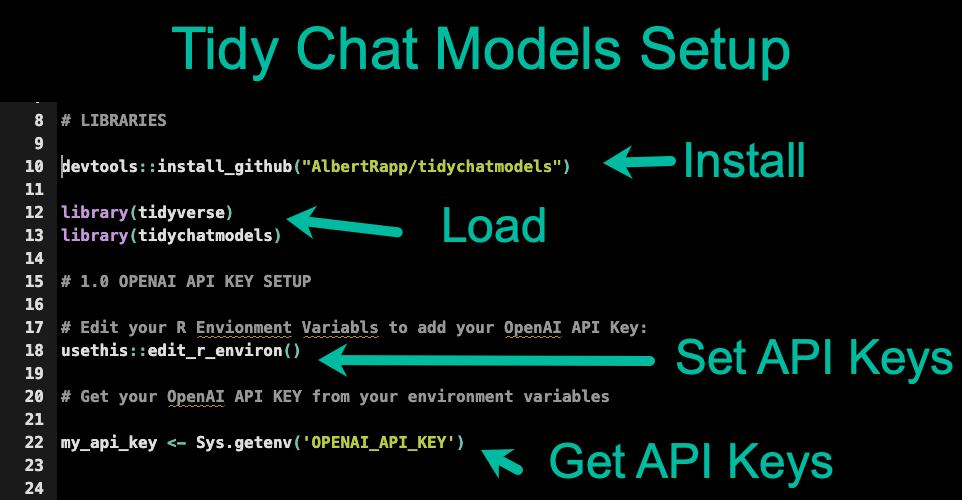 Tidy Chat Models Setup
8 # LIBRARIES
9
10 devtools::install_github("AlbertRapp/tidychatmodels") Install
11
12 library(tidyverse) Load
13 library(tidychatmodels)
14
15 # 1.0 OPENAI API KEY SETUP
16
17 # Edit your R Envionment Variabls to add your OpenAI API Key:
18 usethis::edit_r_environ() Set API Keys
19
20 # Get your OpenAI API KEY from your environment variables
21
22 my_api_key <- Sys.getenv('OPENAI_API_KEY') Get API Keys
23
24